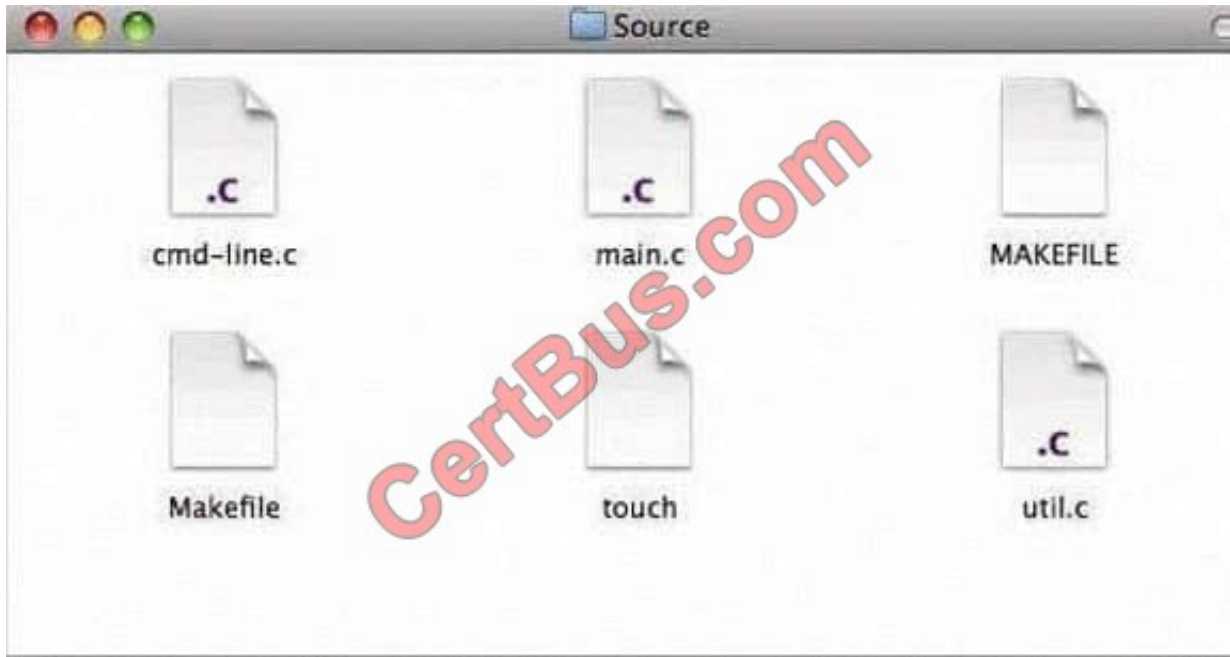 Source
.c
cmd-line.c
.c
main.c
MAKEFILE
Makefile
touch
.c
util.c
CertBus.com